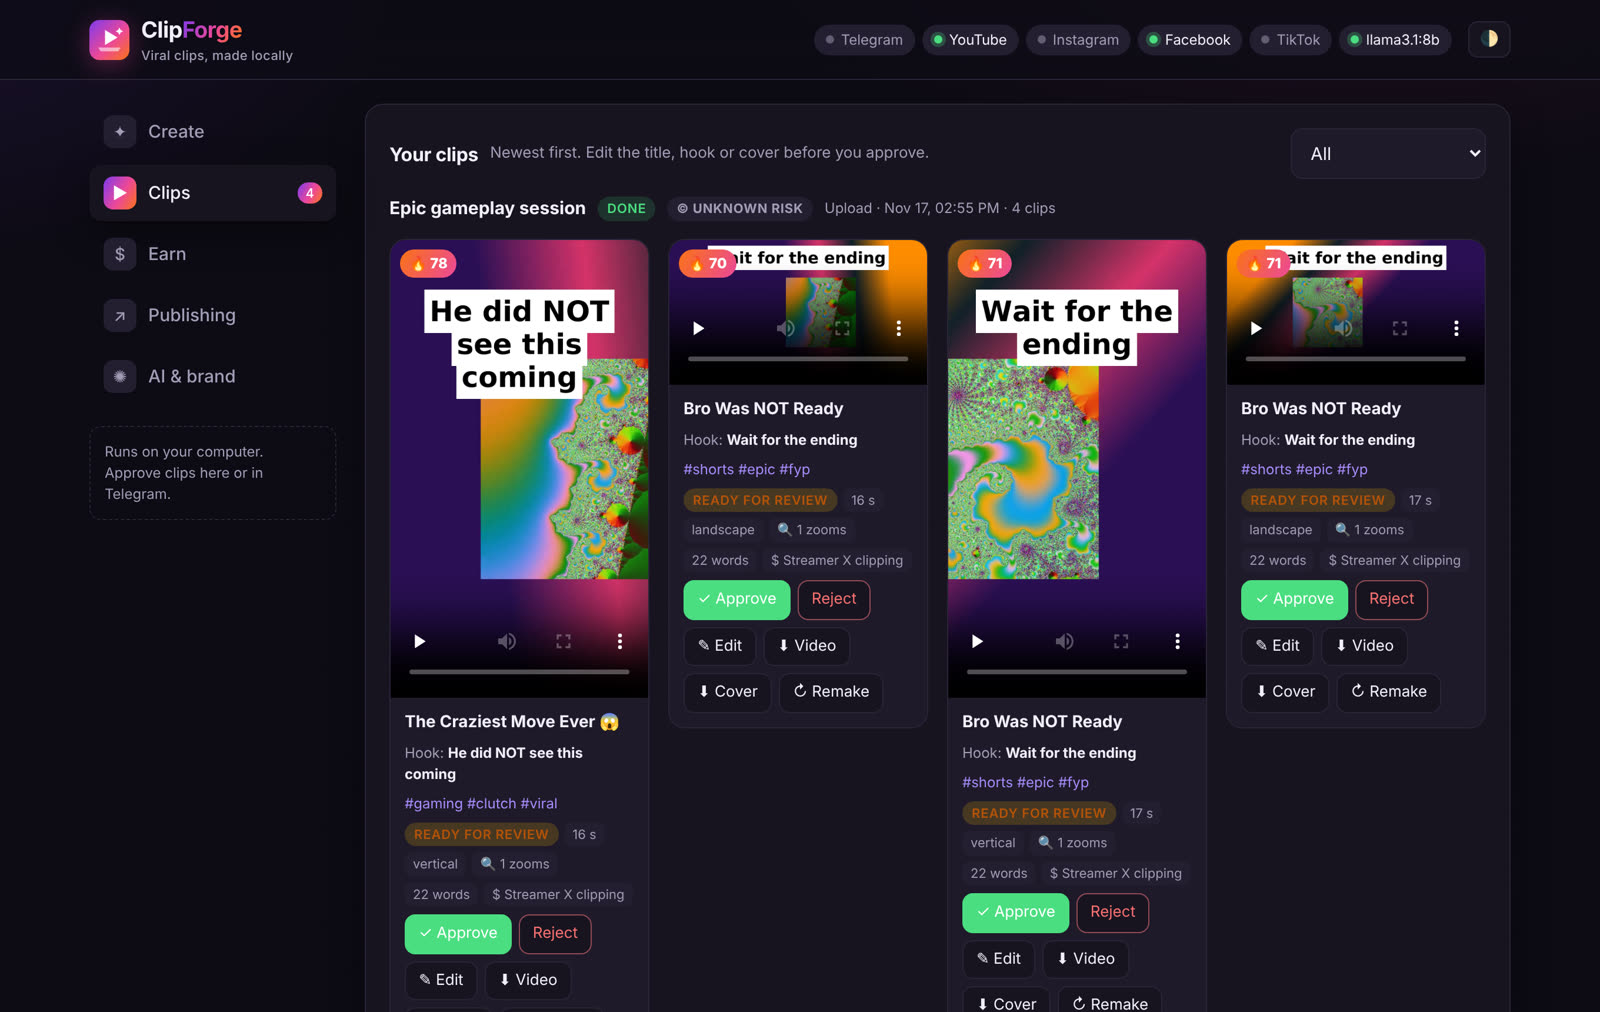 ClipForge
Viral clips, made locally
Telegram
YouTube
Instagram
Facebook
TikTok
llama3.1:8b
Create
Clips
4
$ Earn
Publishing
AI & brand
Runs on your computer.
Approve clips here or in
Telegram.
Your clips
Newest first. Edit the title, hook or cover before you approve.
All
Epic gameplay session
DONE
© UNKNOWN RISK
Upload · Nov 17, 02:55 PM · 4 clips
🔥 78
He did NOT
see this
coming
The Craziest Move Ever 😱
Hook: He did NOT see this
coming
#gaming #clutch #viral
READY FOR REVIEW
16 s
vertical
🔍 1 zooms
22 words
$ Streamer X clipping
✓ Approve
Reject
✎ Edit
⬇ Video
🔥 70
for the ending
Bro Was NOT Ready
Hook: Wait for the ending
#shorts #epic #fyp
READY FOR REVIEW
16 s
landscape
🔍 1 zooms
22 words
$ Streamer X clipping
✓ Approve
Reject
✎ Edit
⬇ Video
⬇ Cover
↻ Remake
🔥 71
Wait for the
ending
Bro Was NOT Ready
Hook: Wait for the ending
#shorts #epic #fyp
READY FOR REVIEW
17 s
vertical
🔍 1 zooms
22 words
$ Streamer X clipping
✓ Approve
Reject
✎ Edit
⬇ Video
⬇ Cover
↻ Remake
🔥 71
for the ending
Bro Was NOT Ready
Hook: Wait for the ending
#shorts #epic #fyp
READY FOR REVIEW
17 s
landscape
🔍 1 zooms
22 words
$ Streamer X clipping
✓ Approve
Reject
✎ Edit
⬇ Video
⬇ Cover
↻ Remake